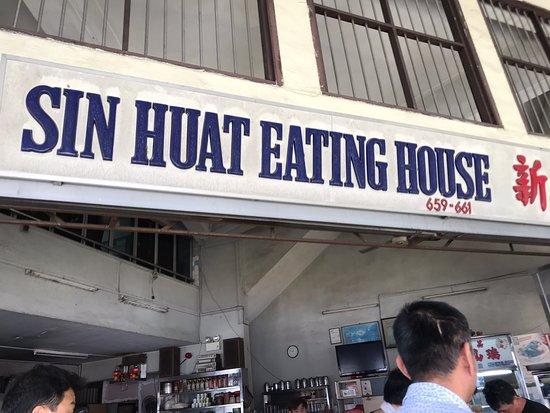 SIN HUAT EATING HOUSE 新
659-661